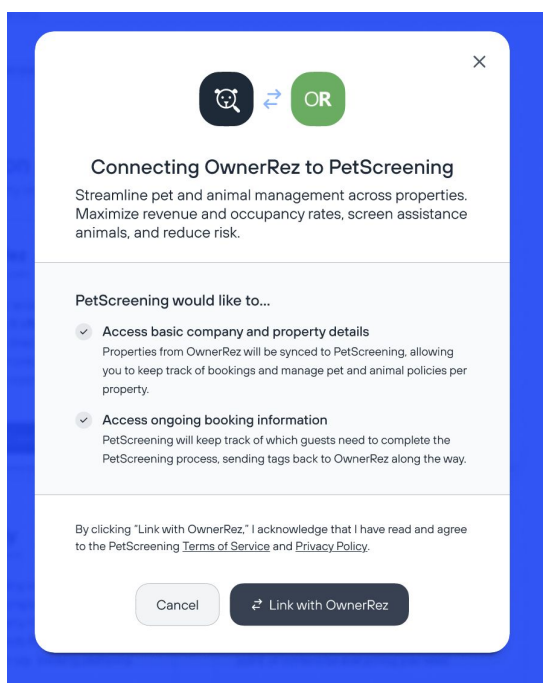 OR
Connecting OwnerRez to PetScreening
Streamline pet and animal management across properties.
Maximize revenue and occupancy rates, screen assistance
animals, and reduce risk.
PetScreening would like to...
Access basic company and property details
Properties from OwnerRez will be synced to PetScreening, allowing
you to keep track of bookings and manage pet and animal policies per
property.
Access ongoing booking information
PetScreening will keep track of which guests need to complete the
PetScreening process, sending tags back to OwnerRez along the way.
By clicking "Link with OwnerRez," I acknowledge that I have read and agree
to the PetScreening Terms of Service and Privacy Policy.
Cancel
Link with OwnerRez